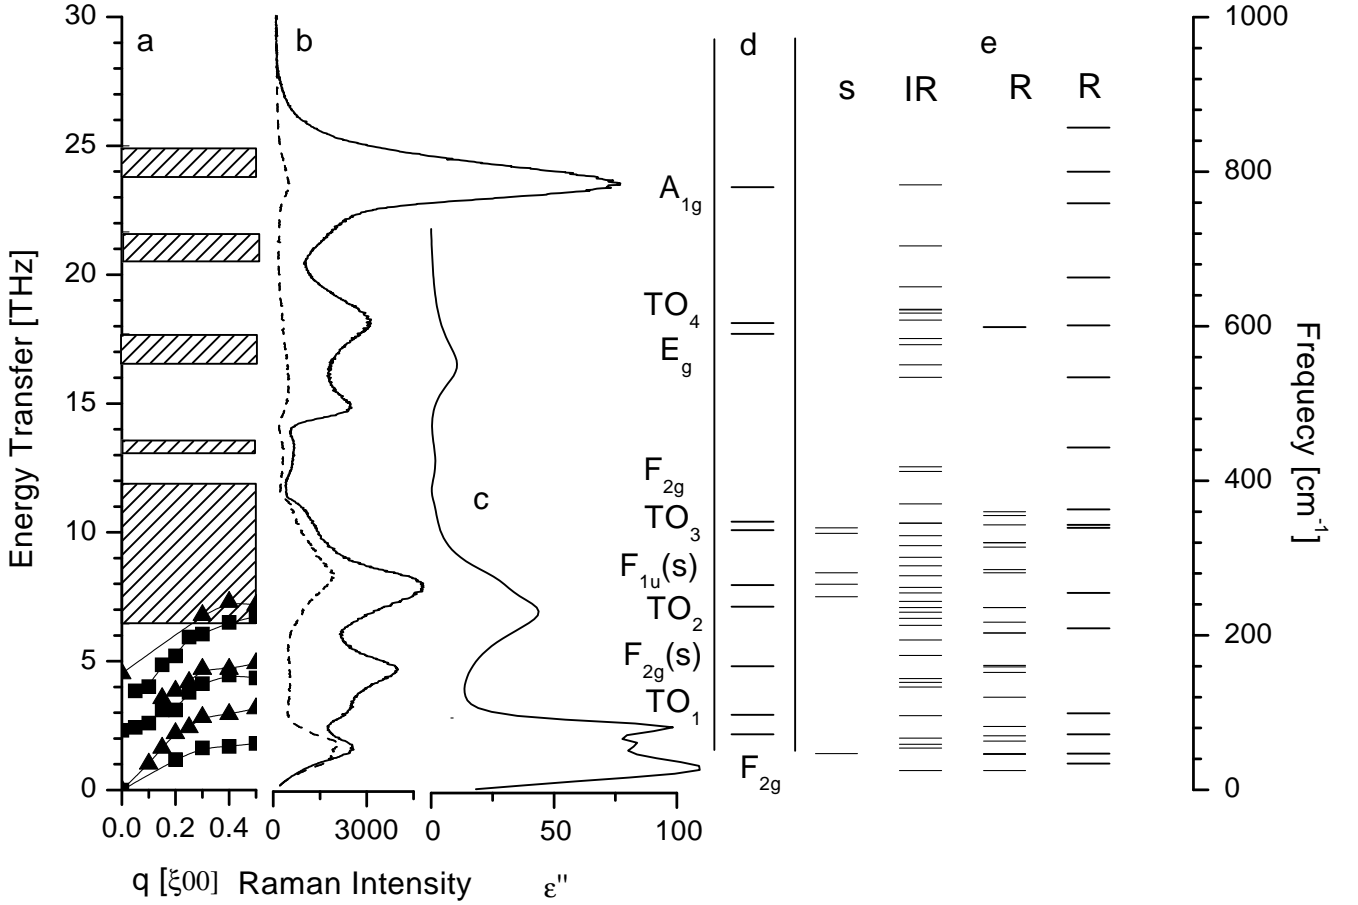 30
25
20
15
10
5
0
Energy Transfer [THz]
a
b
c
d
e
s
IR
R
R
A1g
TO4
Eg
F2g
TO3
F1u(s)
TO2
F2g(s)
TO1
F2g
1000
800
600
400
200
0
Frequecy [cm-1]
0.0 0.2 0.4
0 3000
0 50 100
q [ξ00]
Raman Intensity
ε"